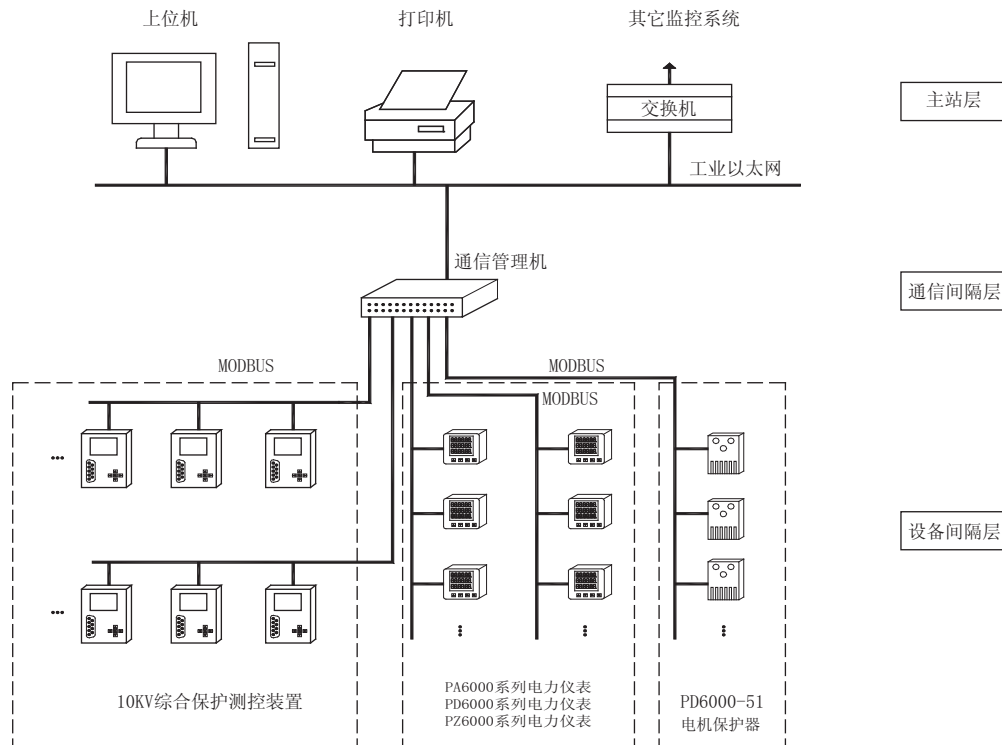 上位机
打印机
其它监控系统
主站层
交换机
工业以太网
通信管理机
通信间隔层
MODBUS
MODBUS
MODBUS
设备间隔层
10KV综合保护测控装置
PA6000系列电力仪表
PD6000系列电力仪表
PZ6000系列电力仪表
PD6000-51
电机保护器